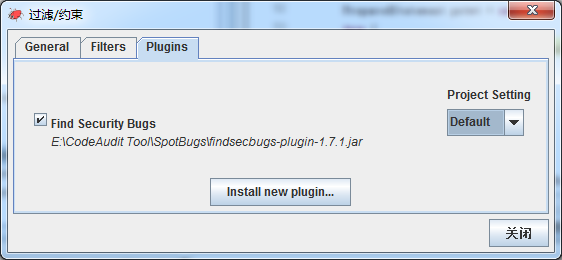 过滤/约束
General Filters Plugins
Project Setting
Find Security Bugs
Default
E:\CodeAudit Tool\SpotBugs\findsecbugs-plugin-1.7.1.jar
Install new plugin...
关闭